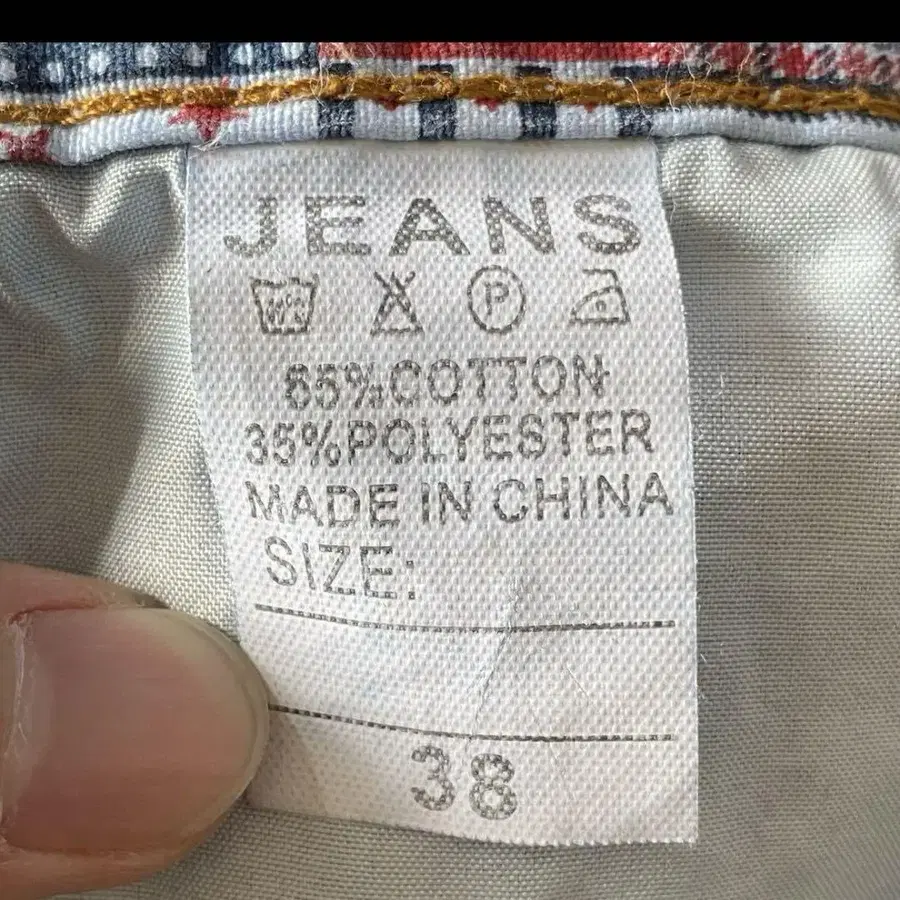 JEANS
P
65%COTTON
35%POLYESTER
MADE IN CHINA
SIZE:
38